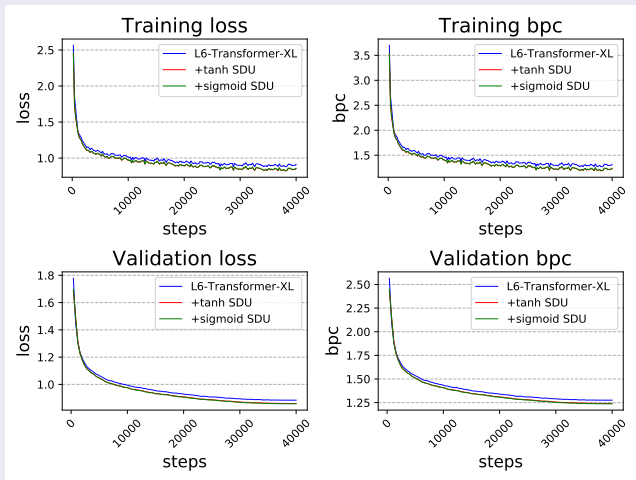 Training loss
loss
2.5
2.0
1.5
1.0
L6-Transformer-XL
+tanh SDU
+sigmoid SDU
0
10000
20000
30000
40000
steps
Training bpc
bpc
3.5
3.0
2.5
2.0
1.5
L6-Transformer-XL
+tanh SDU
+sigmoid SDU
0
10000
20000
30000
40000
steps
Validation loss
loss
1.8
1.6
1.4
1.2
1.0
L6-Transformer-XL
+tanh SDU
+sigmoid SDU
0
10000
20000
30000
40000
steps
Validation bpc
bpc
2.50
2.25
2.00
1.75
1.50
1.25
L6-Transformer-XL
+tanh SDU
+sigmoid SDU
0
10000
20000
30000
40000
steps